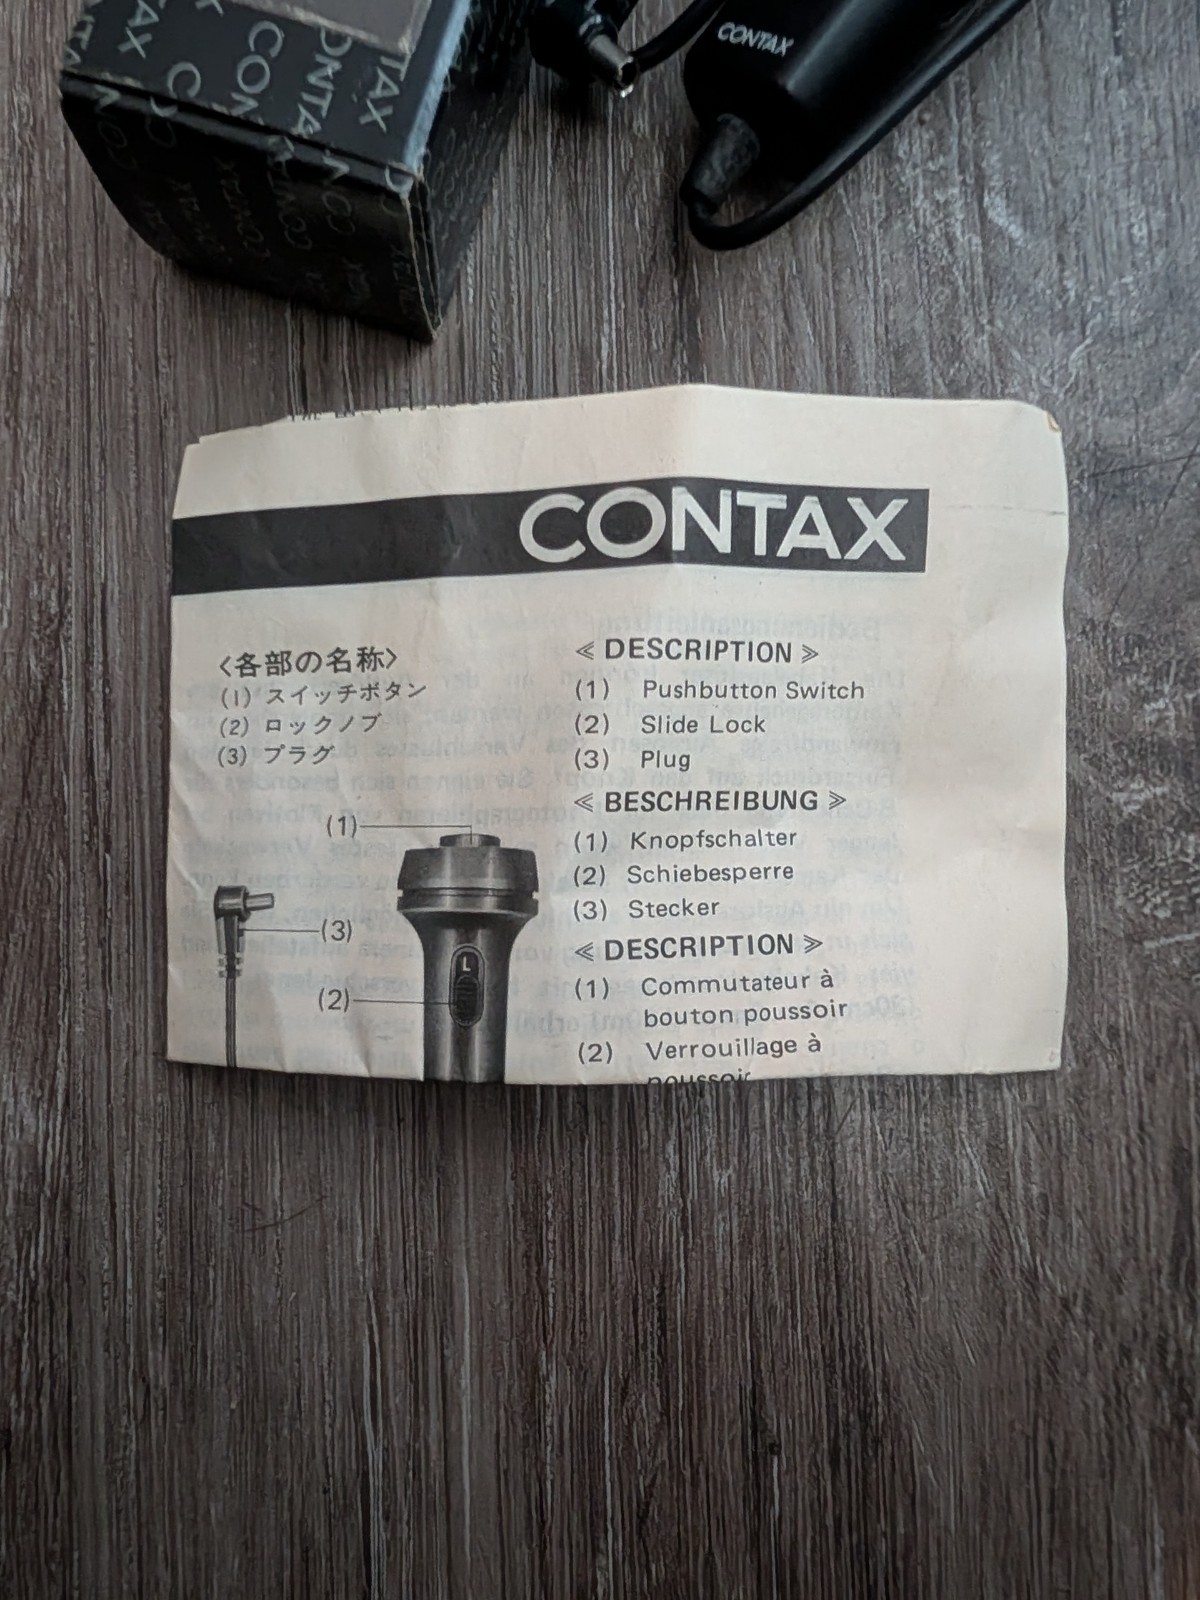 CONTAX
CONTAX
<各部の名称>
(1) スイッチボタン
(2) ロックノブ
(3) プラグ
(1)
(3)
(2)
L
≪ DESCRIPTION ≫
(1) Pushbutton Switch
(2) Slide Lock
(3) Plug
≪ BESCHREIBUNG ≫
(1) Knopfschalter
(2) Schiebesperre
(3) Stecker
≪ DESCRIPTION ≫
(1) Commutateur à
bouton poussoir
(2) Verrouillage à
poussoir